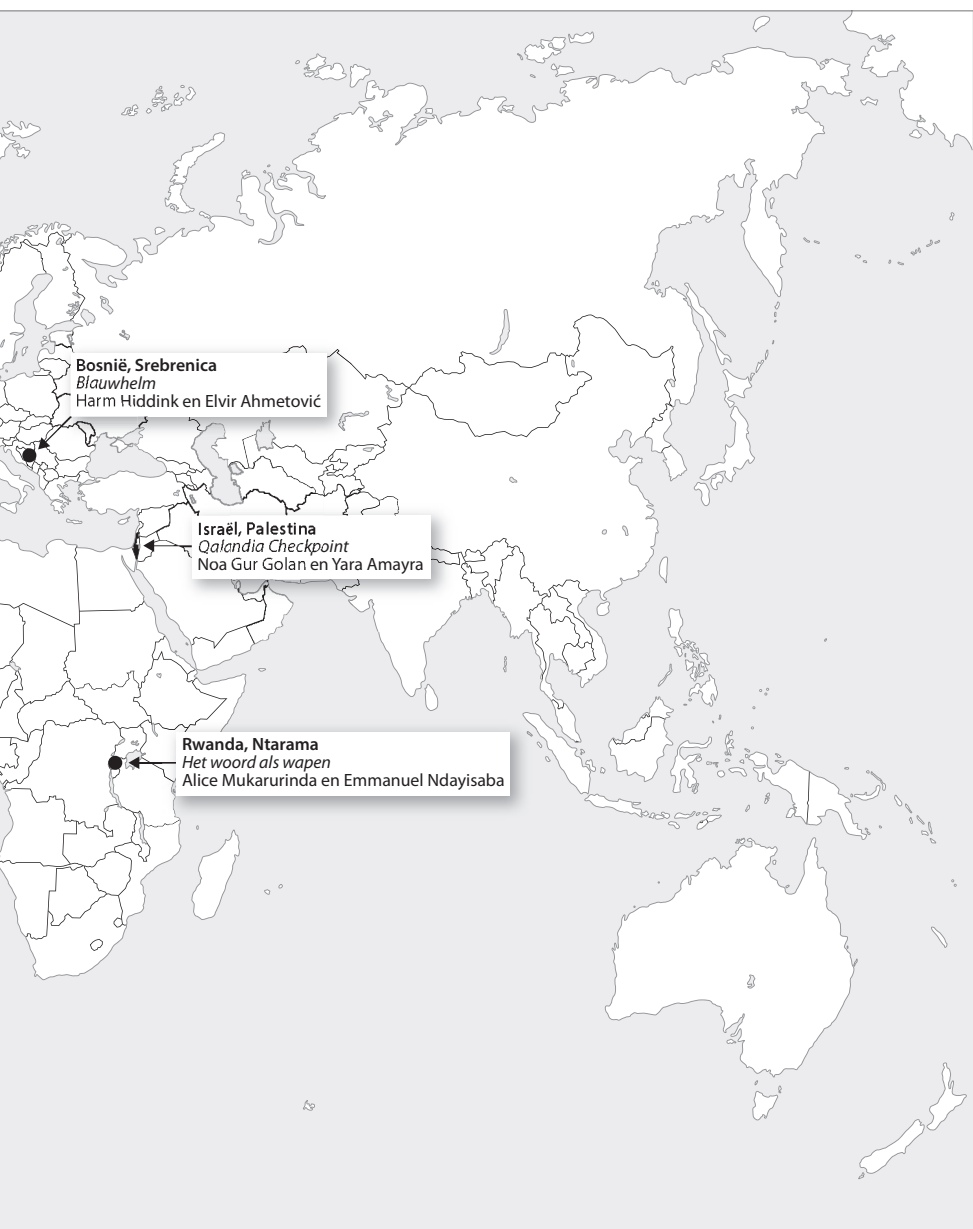 Bosnië, Srebrenica
Blauwhelm
Harm Hiddink en Elvir Ahmetović
Israël, Palestina
Qalandia Checkpoint
Noa Gur Golan en Yara Amayra
Rwanda, Ntarama
Het woord als wapen
Alice Mukarurinda en Emmanuel Ndayisaba